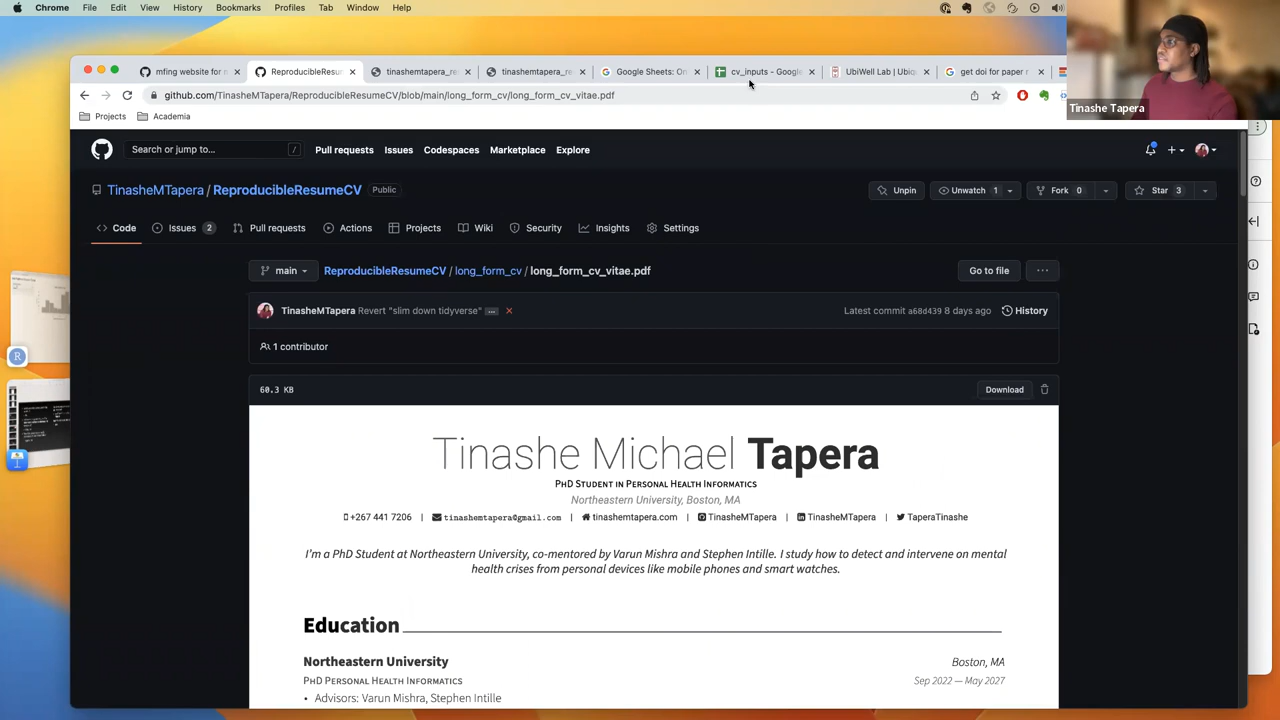 Chrome File Edit View History Bookmarks Profiles Tab Window Help
mfing website for n
ReproducibleResum
tinashemtapera_re
tinashemtapera_re
Google Sheets: On
cv_inputs – Google
UbiWell Lab | Ubiq
get doi for paper r
github.com/TinasheMTapera/ReproducibleResumeCV/blob/main/long_form_cv/long_form_cv_vitae.pdf
Tinashe Tapera
Projects Academia
Search or jump to... /
Pull requests Issues Codespaces Marketplace Explore
TinasheMTapera / ReproducibleResumeCV Public
Unpin Unwatch 1 Fork 0 Star 3
Code Issues 2 Pull requests Actions Projects Wiki Security Insights Settings
main ReproducibleResumeCV / long_form_cv / long_form_cv_vitae.pdf Go to file ...
TinasheMTapera Revert "slim down tidyverse" ... Latest commit a68d439 8 days ago History
1 contributor
60.3 KB Download
Tinashe Michael Tapera
PhD Student in Personal Health Informatics
Northeastern University, Boston, MA
+267 441 7206 | tinashemtapera@gmail.com | tinashemtapera.com | TinasheMTapera | TinasheMTapera | TaperaTinashe
I'm a PhD Student at Northeastern University, co-mentored by Varun Mishra and Stephen Intille. I study how to detect and intervene on mental
health crises from personal devices like mobile phones and smart watches.
Education
Northeastern University Boston, MA
PhD Personal Health Informatics Sep 2022 — May 2027
• Advisors: Varun Mishra, Stephen Intille
R